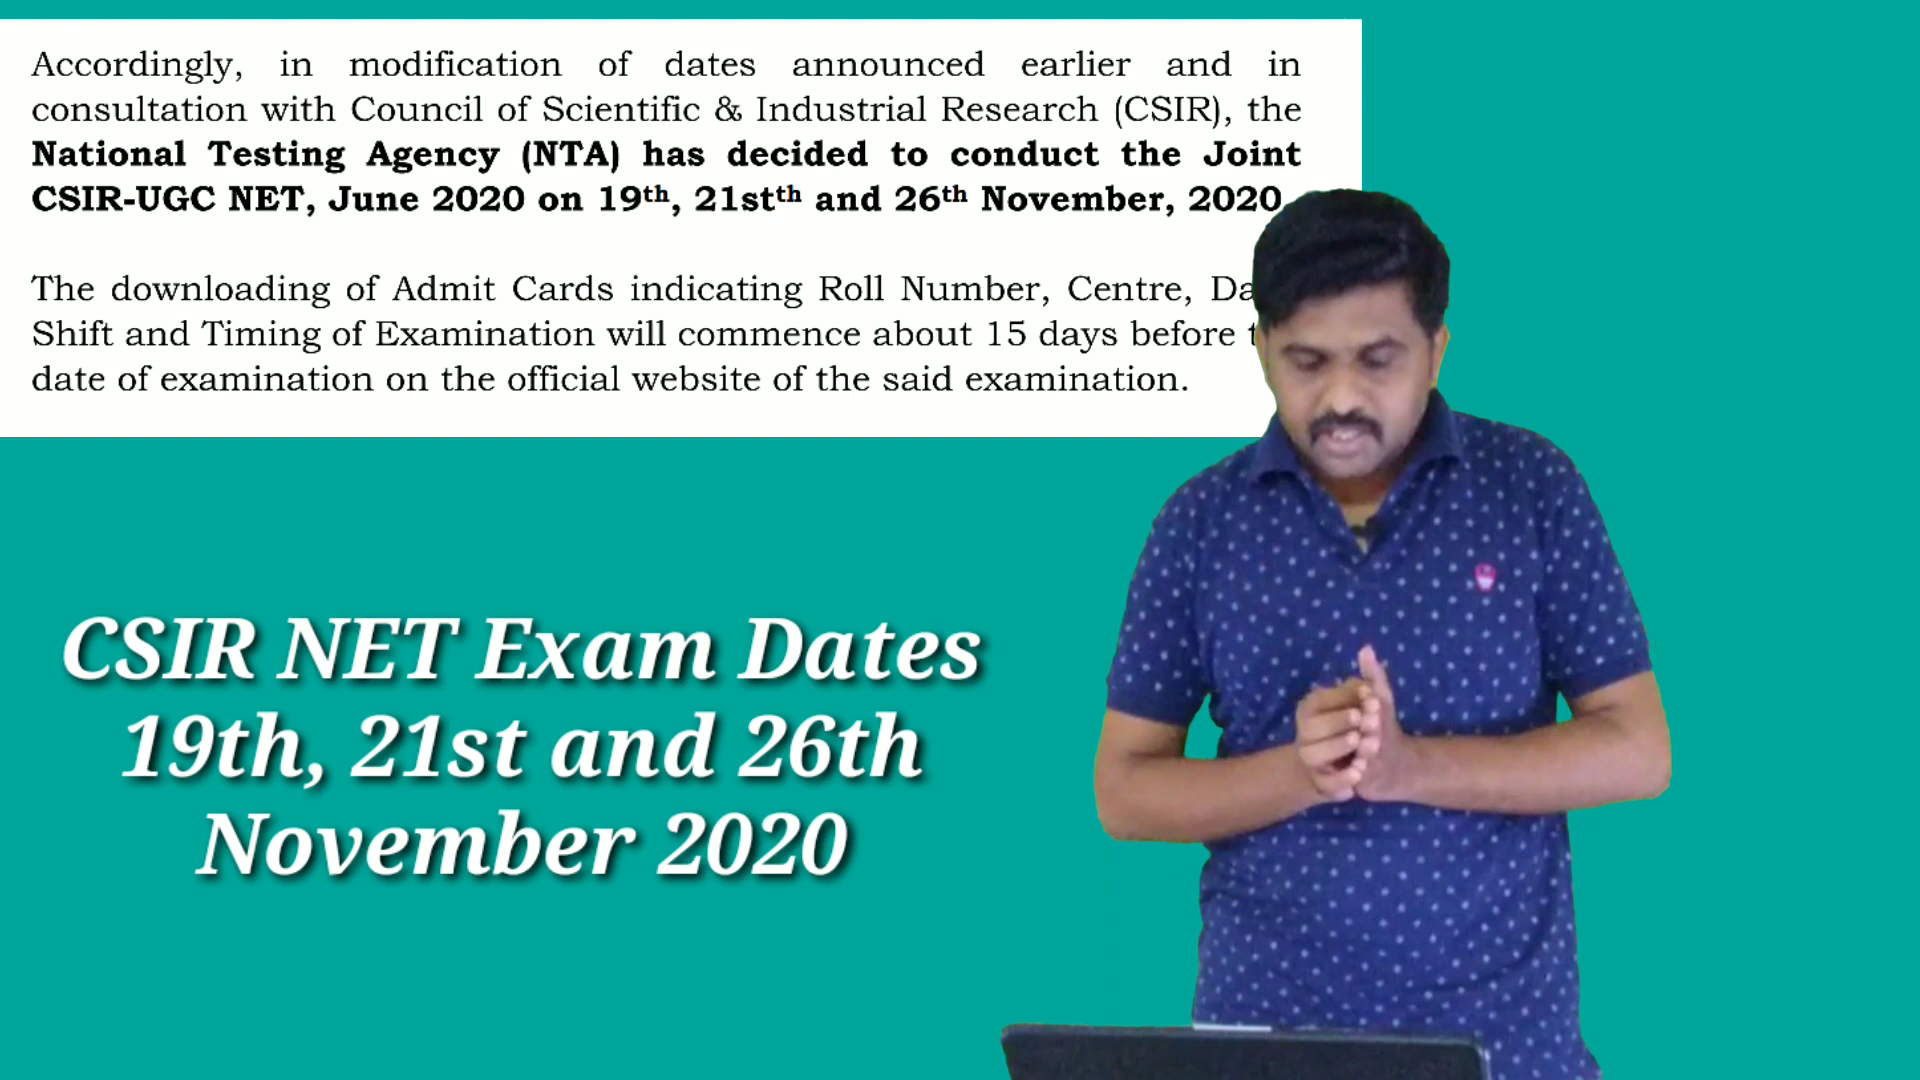 Accordingly, in modification of dates announced earlier and in
consultation with Council of Scientific & Industrial Research (CSIR), the
National Testing Agency (NTA) has decided to conduct the Joint
CSIR-UGC NET, June 2020 on 19th, 21stth and 26th November, 2020
The downloading of Admit Cards indicating Roll Number, Centre,
Shift and Timing of Examination will commence about 15 days before
date of examination on the official website of the said examination.
CSIR NET Exam Dates
19th, 21st and 26th
November 2020